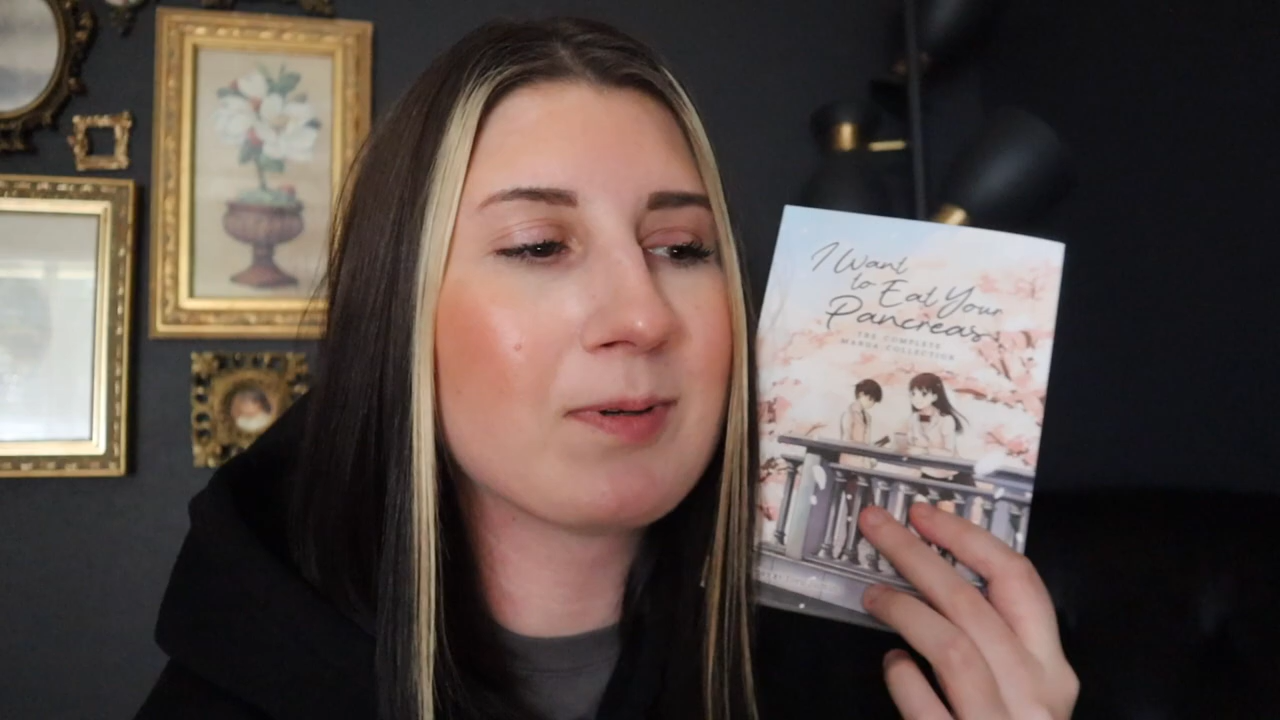 I Want
to Eat Your
Pancreas
THE COMPLETE
MANGA COLLECTION